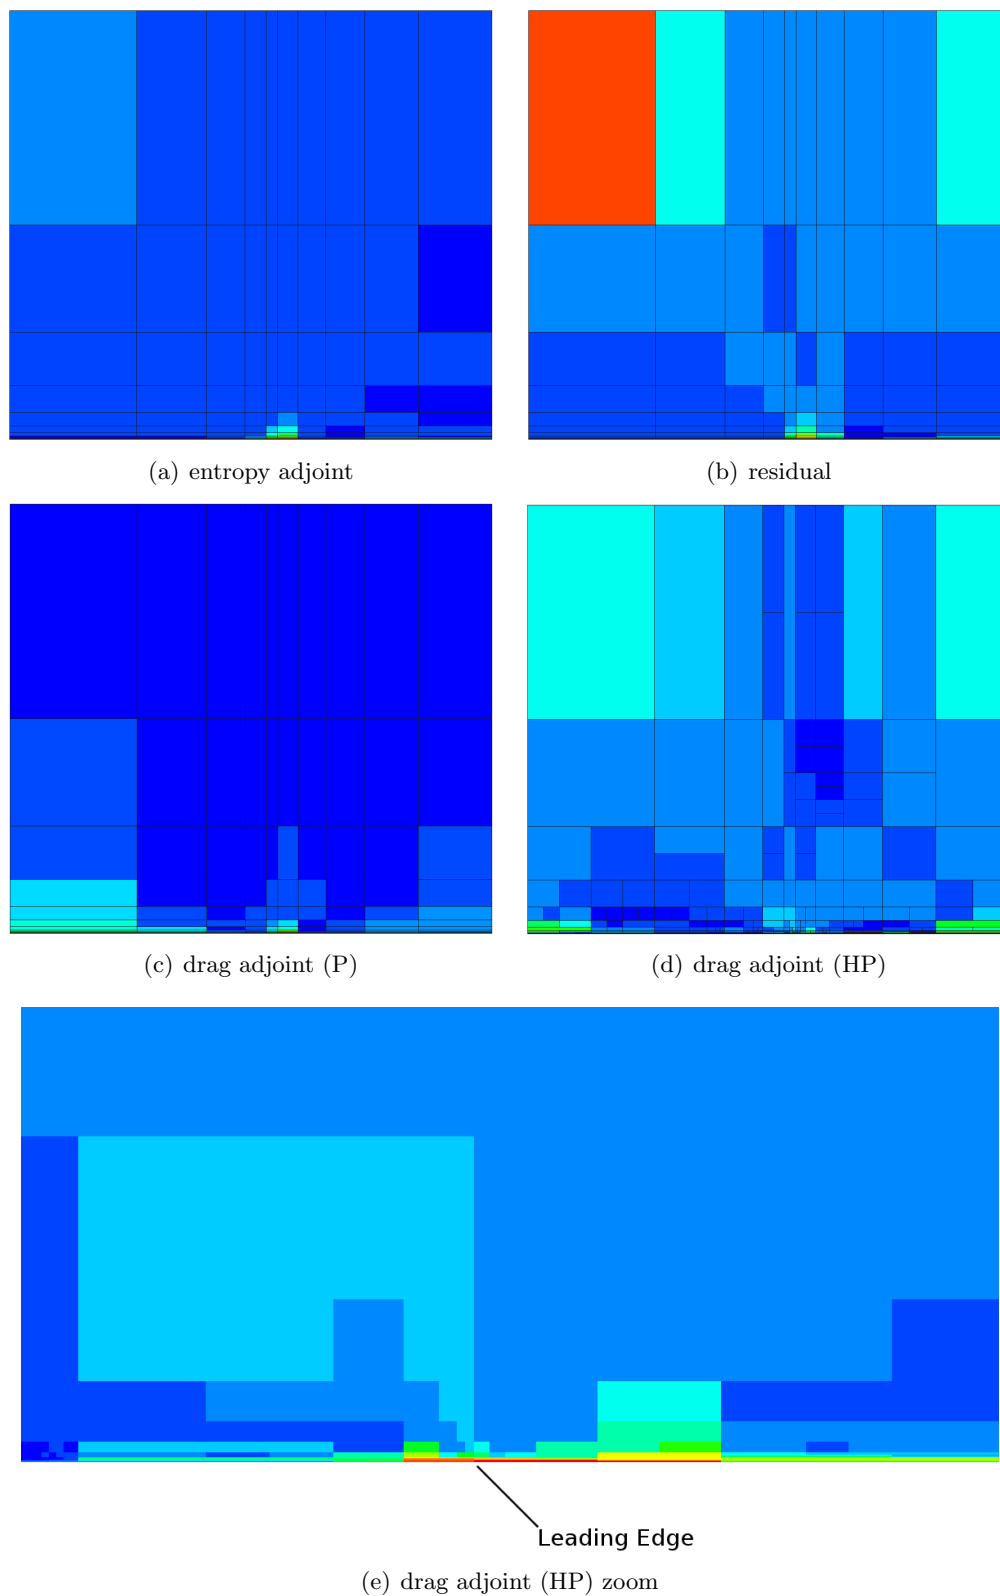 (a) entropy adjoint
(b) residual
(c) drag adjoint (P)
(d) drag adjoint (HP)
Leading Edge
(e) drag adjoint (HP) zoom